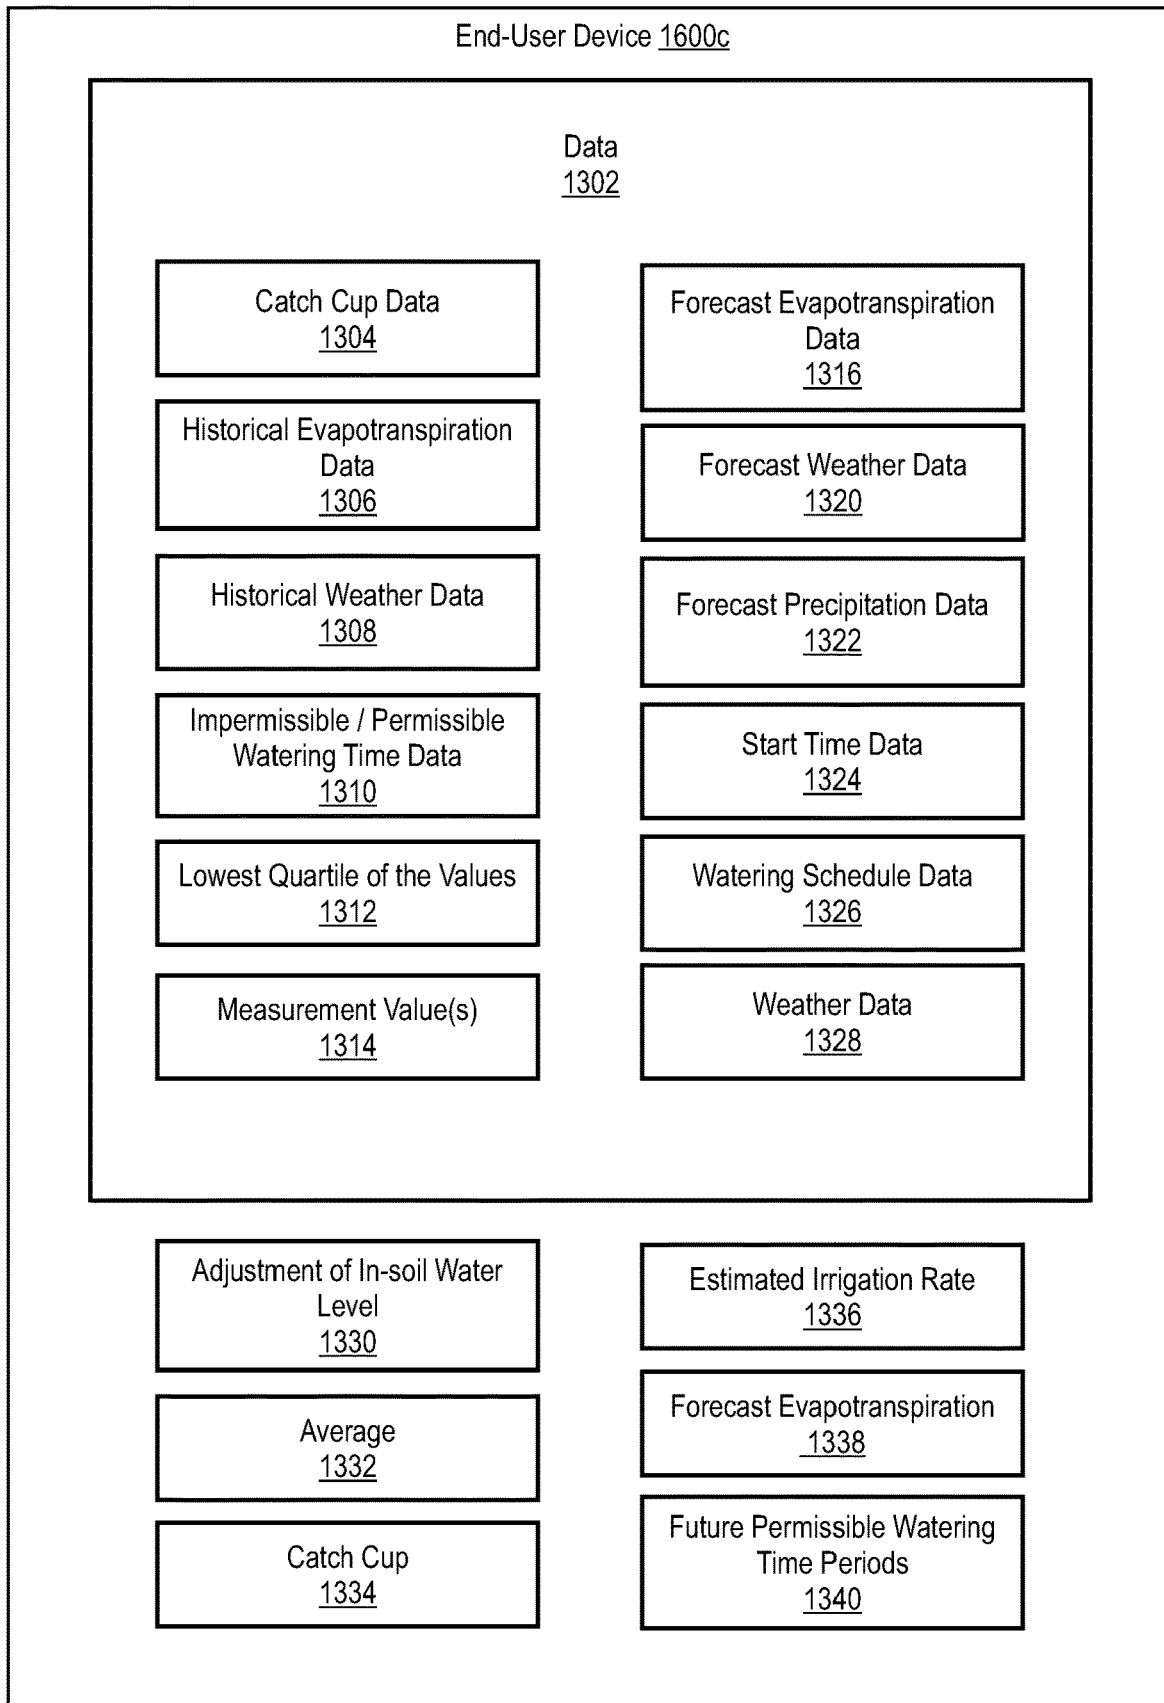 End-User Device 1600c
Data
1302
Catch Cup Data
1304
Historical Evapotranspiration
Data
1306
Historical Weather Data
1308
Impermissible / Permissible
Watering Time Data
1310
Lowest Quartile of the Values
1312
Measurement Value(s)
1314
Forecast Evapotranspiration
Data
1316
Forecast Weather Data
1320
Forecast Precipitation Data
1322
Start Time Data
1324
Watering Schedule Data
1326
Weather Data
1328
Adjustment of In-soil Water
Level
1330
Average
1332
Catch Cup
1334
Estimated Irrigation Rate
1336
Forecast Evapotranspiration
1338
Future Permissible Watering
Time Periods
1340